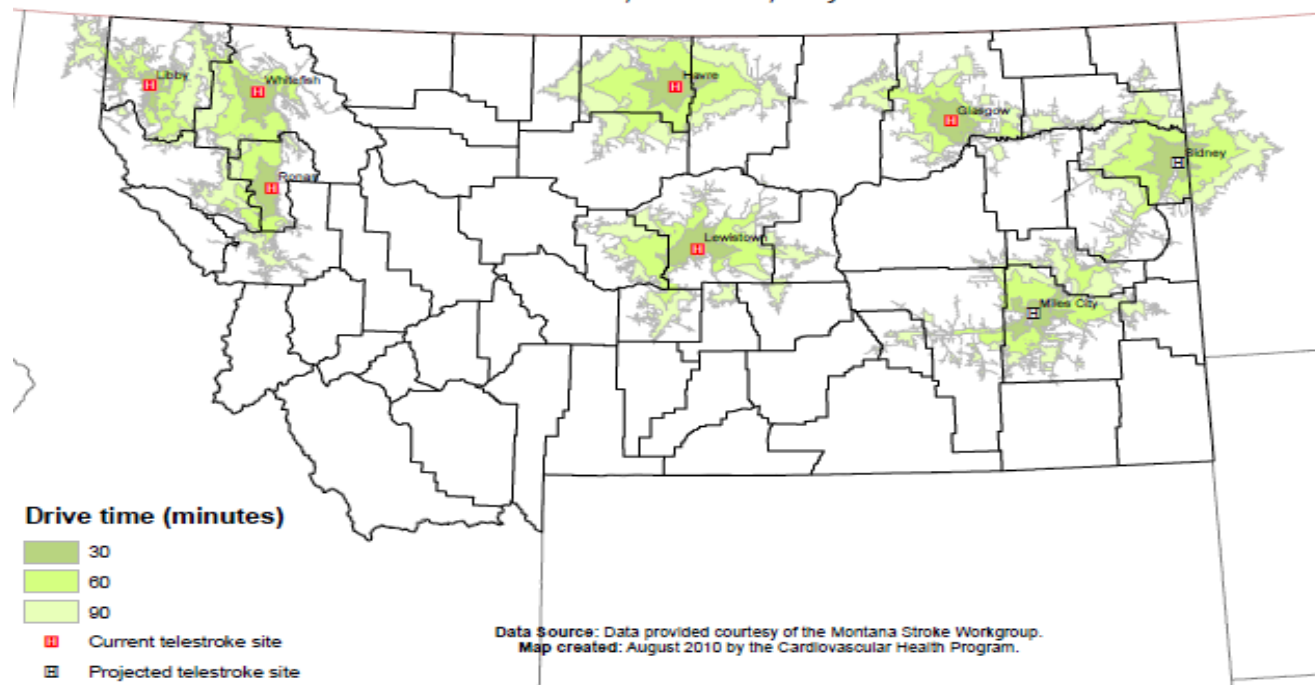 Libby
Whitefish
Havre
Glasgow
Sidney
Ronan
Lewistown
Miles City
Drive time (minutes)
30
60
90
H Current telestroke site
H Projected telestroke site
Data Source: Data provided courtesy of the Montana Stroke Workgroup.
Map created: August 2010 by the Cardiovascular Health Program.